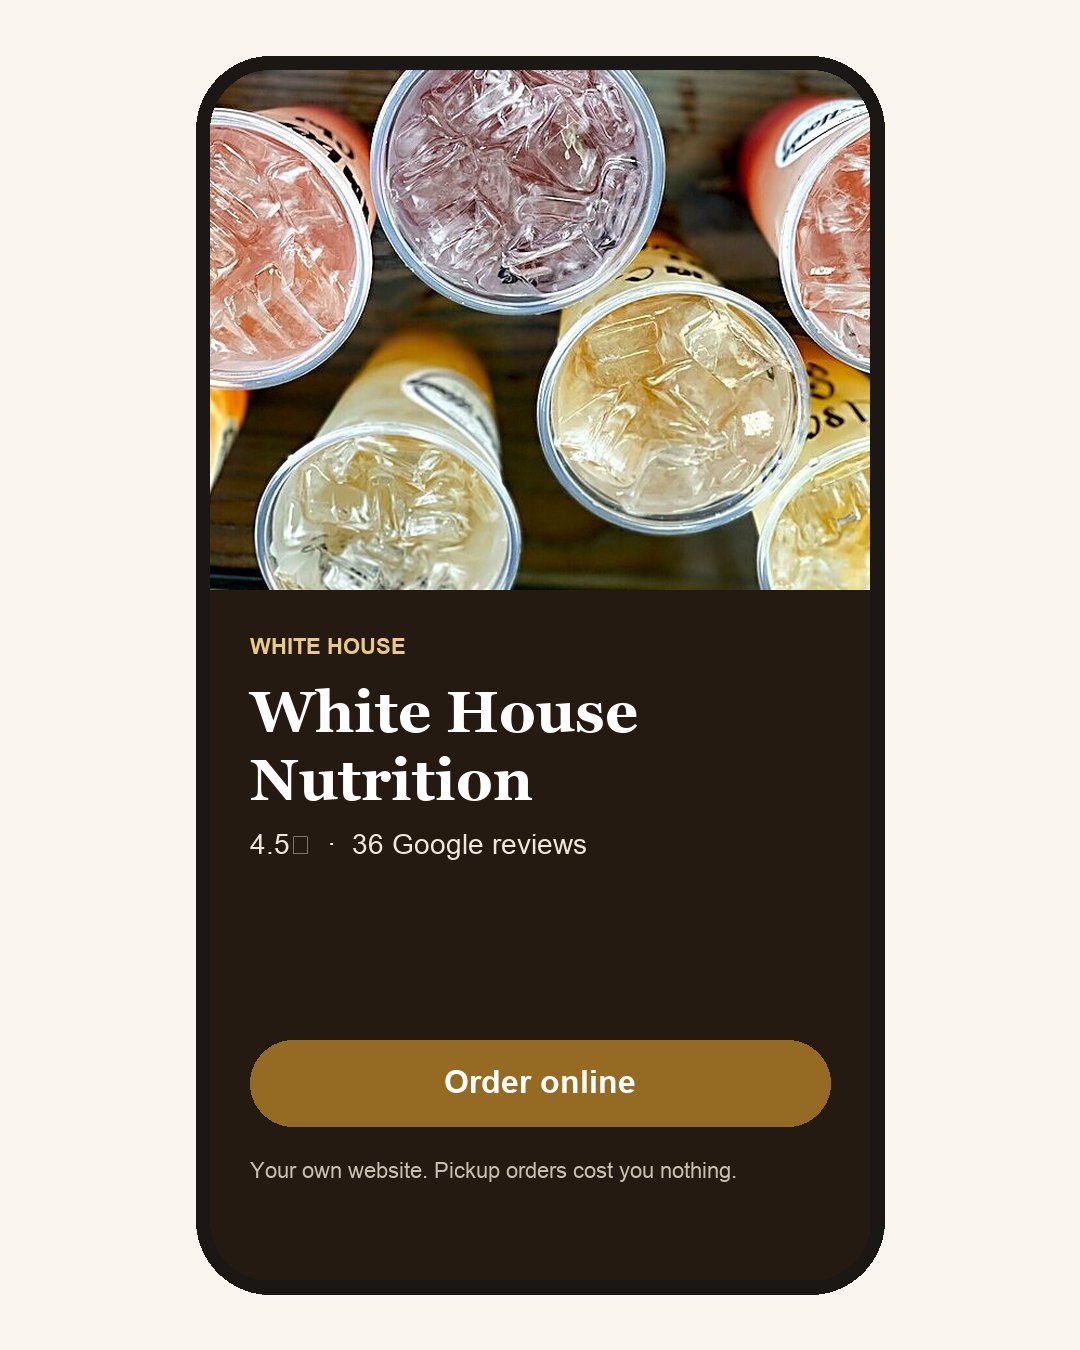 WHITE HOUSE
White House
Nutrition
4.5□ · 36 Google reviews
Order online
Your own website. Pickup orders cost you nothing.